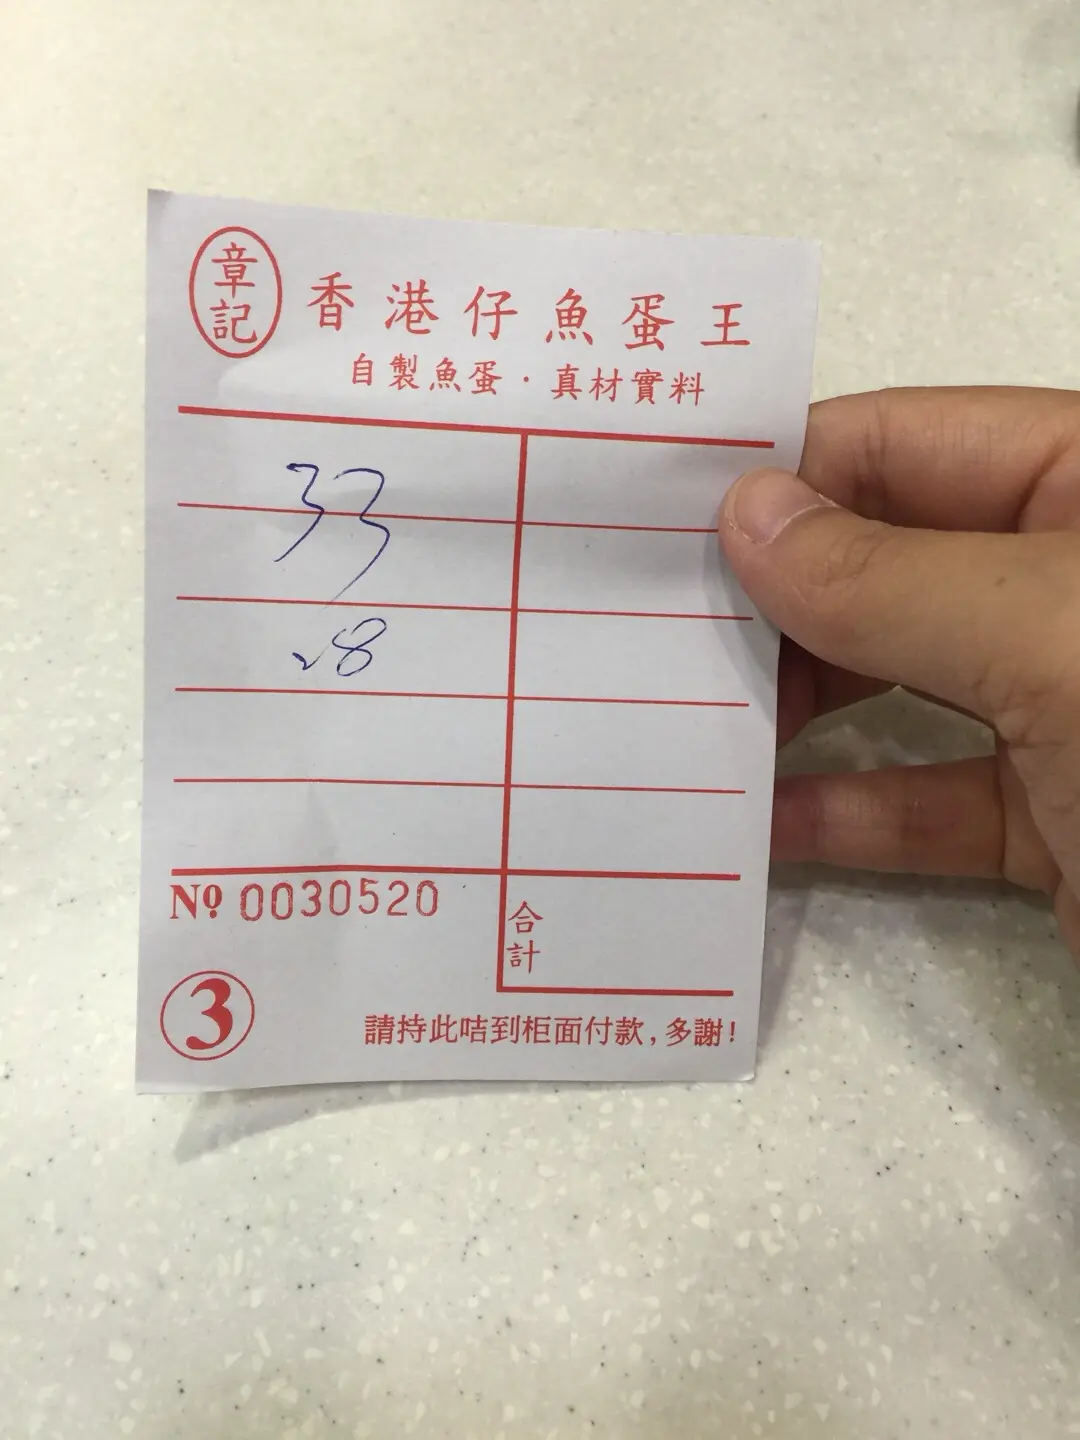 章記
香港仔魚蛋王
自製魚蛋·真材實料
33
28
Nº 0030520
合計
3
請持此咭到柜面付款,多謝!